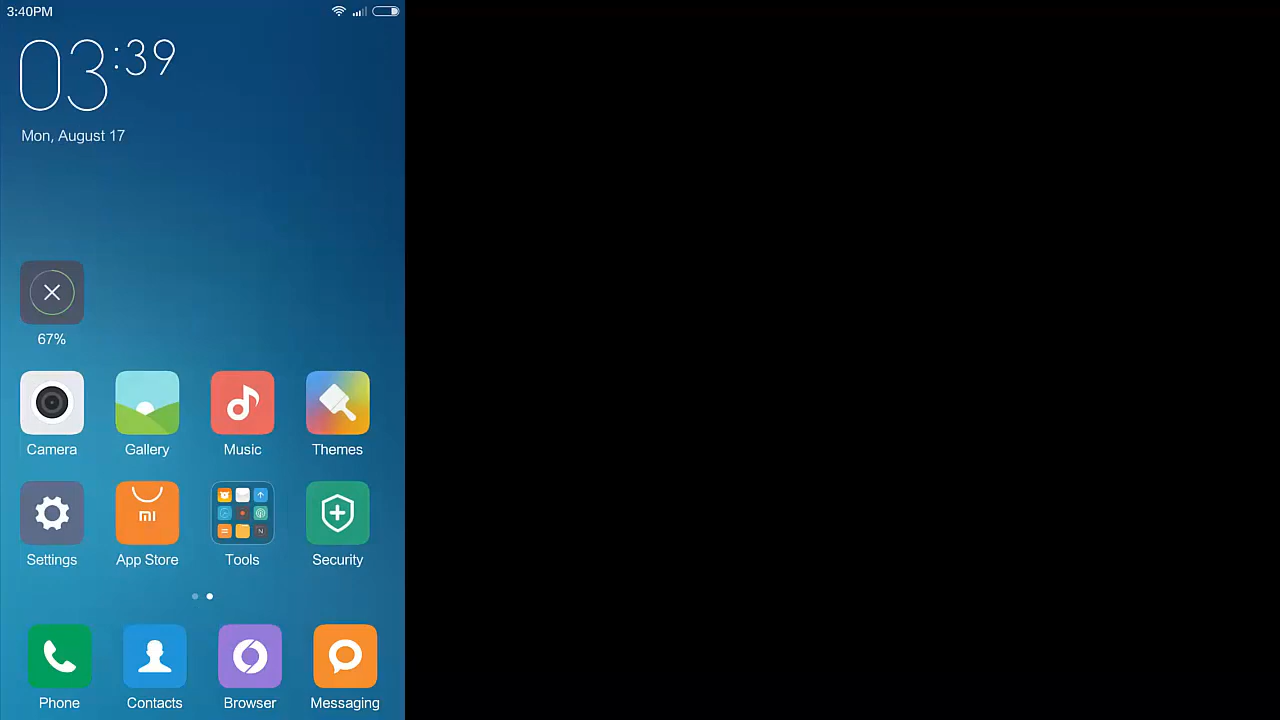 3:40PM
03:39
Mon, August 17
67%
Camera Gallery Music Themes
mi
Settings App Store Tools Security
Phone Contacts Browser Messaging